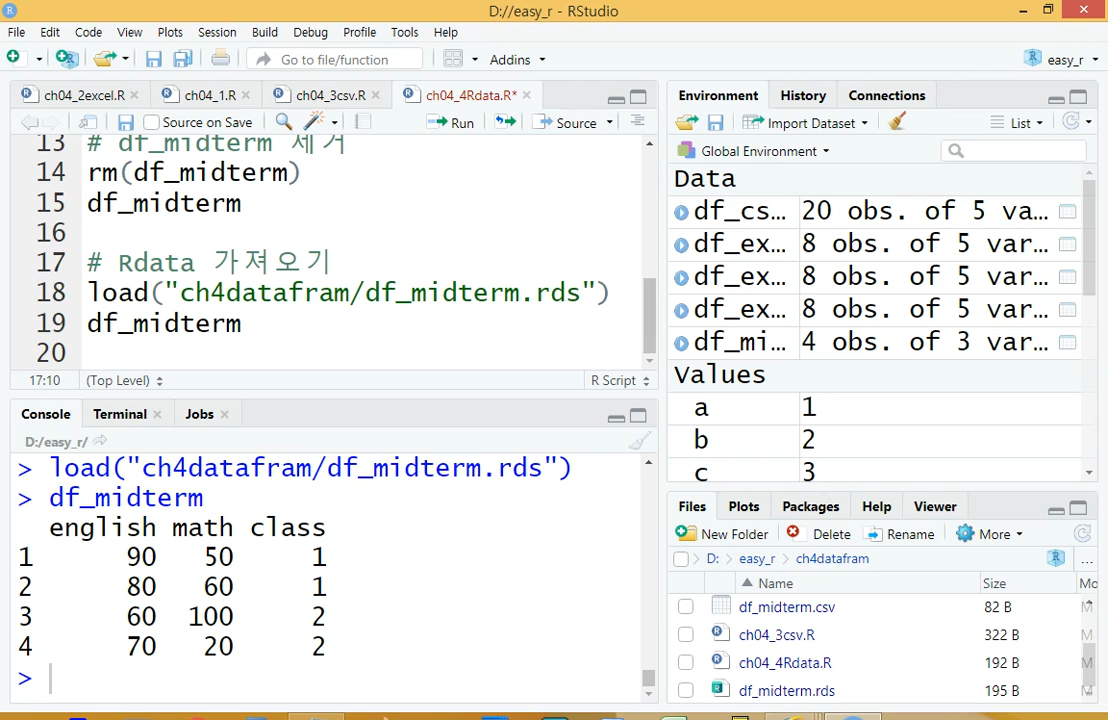 D://easy_r - RStudio
File Edit Code View Plots Session Build Debug Profile Tools Help
Go to file/function Addins easy_r
ch04_2excel.R ch04_1.R ch04_3csv.R ch04_4Rdata.R*
Source on Save Run Source
13 # df_midterm 제거
14 rm(df_midterm)
15 df_midterm
16
17 # Rdata 가져오기
18 load("ch4datafram/df_midterm.rds")
19 df_midterm
20
17:10 (Top Level) R Script
Console Terminal Jobs
D:/easy_r/
> load("ch4datafram/df_midterm.rds")
> df_midterm
english math class
1 90 50 1
2 80 60 1
3 60 100 2
4 70 20 2
>
Environment History Connections
Import Dataset List
Global Environment
Data
df_cs... 20 obs. of 5 va...
df_ex... 8 obs. of 5 var...
df_ex... 8 obs. of 5 var...
df_ex... 8 obs. of 5 var...
df_mi... 4 obs. of 3 var...
Values
a 1
b 2
c 3
Files Plots Packages Help Viewer
New Folder Delete Rename More
D: easy_r ch4datafram ...
Name Size Mo
df_midterm.csv 82 B M
ch04_3csv.R 322 B M
ch04_4Rdata.R 192 B M
df_midterm.rds 195 B M